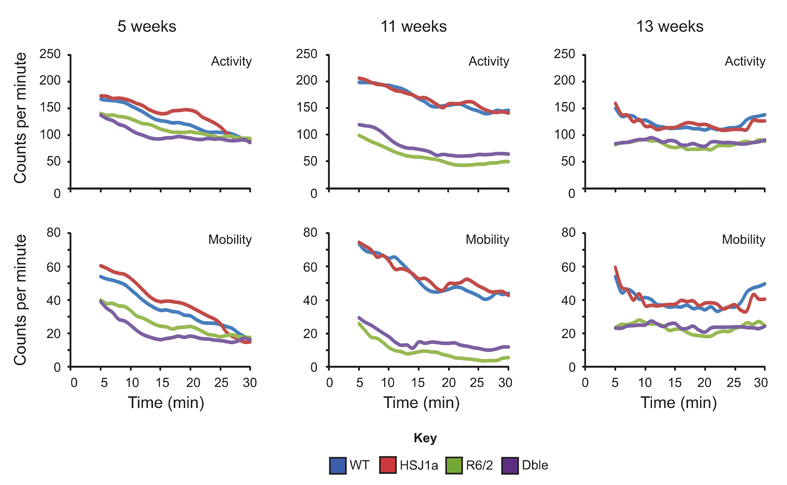 5 weeks 11 weeks 13 weeks
Counts per minute
250
200
150
100
50
0
Activity
250
200
150
100
50
0
Activity
250
200
150
100
50
0
Activity
Counts per minute
80
60
40
20
0
Mobility
0 5 10 15 20 25 30
Time (min)
80
60
40
20
0
Mobility
0 5 10 15 20 25 30
Time (min)
80
60
40
20
0
Mobility
0 5 10 15 20 25 30
Time (min)
Key
WT HSJ1a R6/2 Dble